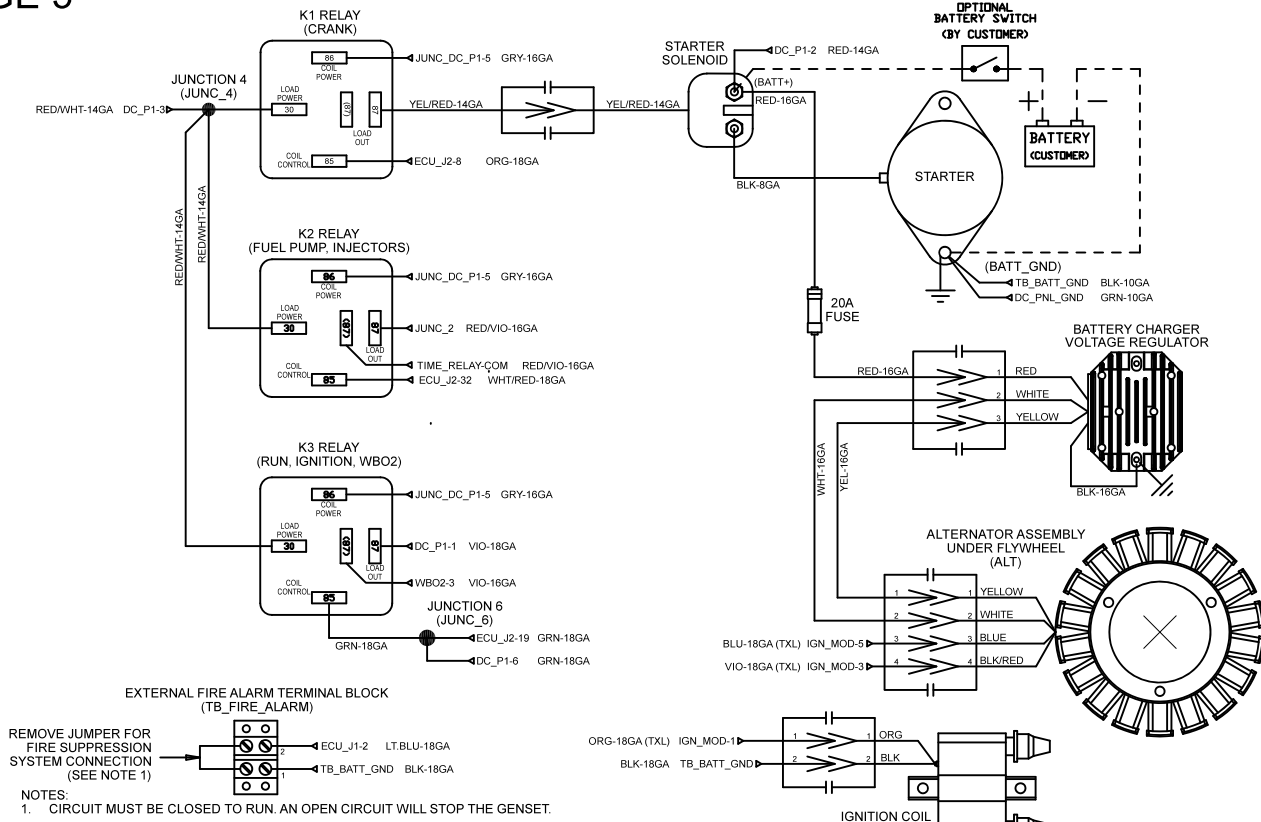 GE 5
K1 RELAY
(CRANK)
86
COIL
POWER
JUNC_DC_P1-5 GRY-16GA
JUNCTION 4
(JUNC_4)
RED/WHT-14GA DC_P1-3
LOAD
POWER
30
(87)
87
LOAD
OUT
YEL/RED-14GA
YEL/RED-14GA
COIL
CONTROL
85
ECU_J2-8 ORG-18GA
STARTER
SOLENOID
DC_P1-2 RED-14GA
(BATT+)
RED-16GA
BLK-8GA
OPTIONAL
BATTERY SWITCH
(BY CUSTOMER)
+
-
BATTERY
(CUSTOMER)
STARTER
(BATT_GND)
TB_BATT_GND BLK-10GA
DC_PNL_GND GRN-10GA
RED/WHT-14GA
RED/WHT-14GA
K2 RELAY
(FUEL PUMP, INJECTORS)
86
COIL
POWER
JUNC_DC_P1-5 GRY-16GA
LOAD
POWER
30
(87)
87
LOAD
OUT
JUNC_2 RED/VIO-16GA
TIME_RELAY-COM RED/VIO-16GA
COIL
CONTROL
85
ECU_J2-32 WHT/RED-18GA
20A
FUSE
BATTERY CHARGER
VOLTAGE REGULATOR
RED-16GA
1 RED
2 WHITE
3 YELLOW
WHT-16GA
YEL-16GA
BLK-16GA
K3 RELAY
(RUN, IGNITION, WBO2)
86
COIL
POWER
JUNC_DC_P1-5 GRY-16GA
LOAD
POWER
30
(87)
87
LOAD
OUT
DC_P1-1 VIO-18GA
WBO2-3 VIO-16GA
COIL
CONTROL
85
JUNCTION 6
(JUNC_6)
GRN-18GA
ECU_J2-19 GRN-18GA
DC_P1-6 GRN-18GA
ALTERNATOR ASSEMBLY
UNDER FLYWHEEL
(ALT)
1 1 YELLOW
2 2 WHITE
BLU-18GA (TXL) IGN_MOD-5 3 3 BLUE
VIO-18GA (TXL) IGN_MOD-3 4 4 BLK/RED
EXTERNAL FIRE ALARM TERMINAL BLOCK
(TB_FIRE_ALARM)
REMOVE JUMPER FOR
FIRE SUPPRESSION
SYSTEM CONNECTION
(SEE NOTE 1)
2 ECU_J1-2 LT.BLU-18GA
1 TB_BATT_GND BLK-18GA
NOTES:
1. CIRCUIT MUST BE CLOSED TO RUN. AN OPEN CIRCUIT WILL STOP THE GENSET.
ORG-18GA (TXL) IGN_MOD-1 1 1 ORG
BLK-18GA TB_BATT_GND 2 2 BLK
IGNITION COIL